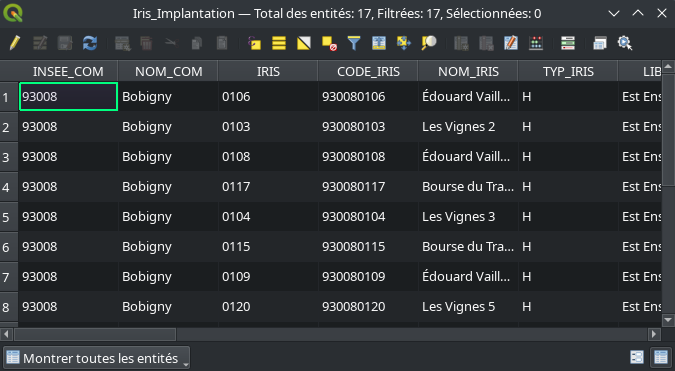 Iris_Implantation — Total des entités: 17, Filtrées: 17, Sélectionnées: 0
INSEE_COM NOM_COM IRIS CODE_IRIS NOM_IRIS TYP_IRIS LIB
1 93008 Bobigny 0106 930080106 Édouard Vaill... H Est Ens
2 93008 Bobigny 0103 930080103 Les Vignes 2 H Est Ens
3 93008 Bobigny 0108 930080108 Édouard Vaill... H Est Ens
4 93008 Bobigny 0117 930080117 Bourse du Tra... H Est Ens
5 93008 Bobigny 0104 930080104 Les Vignes 3 H Est Ens
6 93008 Bobigny 0115 930080115 Bourse du Tra... H Est Ens
7 93008 Bobigny 0109 930080109 Édouard Vaill... H Est Ens
8 93008 Bobigny 0120 930080120 Les Vignes 5 H Est Ens
Montrer toutes les entités